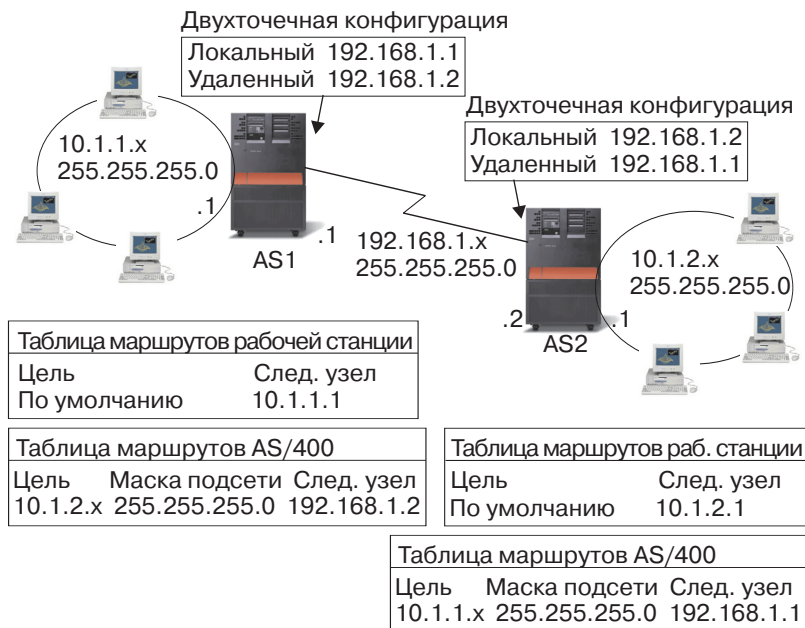 Двухточечная конфигурация
Локальный 192.168.1.1
Удаленный 192.168.1.2
Двухточечная конфигурация
Локальный 192.168.1.2
Удаленный 192.168.1.1
10.1.1.x
255.255.255.0
.1
AS1
.1
192.168.1.x
255.255.255.0
10.1.2.x
255.255.255.0
.2
.1
AS2
Таблица маршрутов рабочей станции
Цель След. узел
По умолчанию 10.1.1.1
Таблица маршрутов AS/400
Цель Маска подсети След. узел
10.1.2.x 255.255.255.0 192.168.1.2
Таблица маршрутов раб. станции
Цель След. узел
По умолчанию 10.1.2.1
Таблица маршрутов AS/400
Цель Маска подсети След. узел
10.1.1.x 255.255.255.0 192.168.1.1